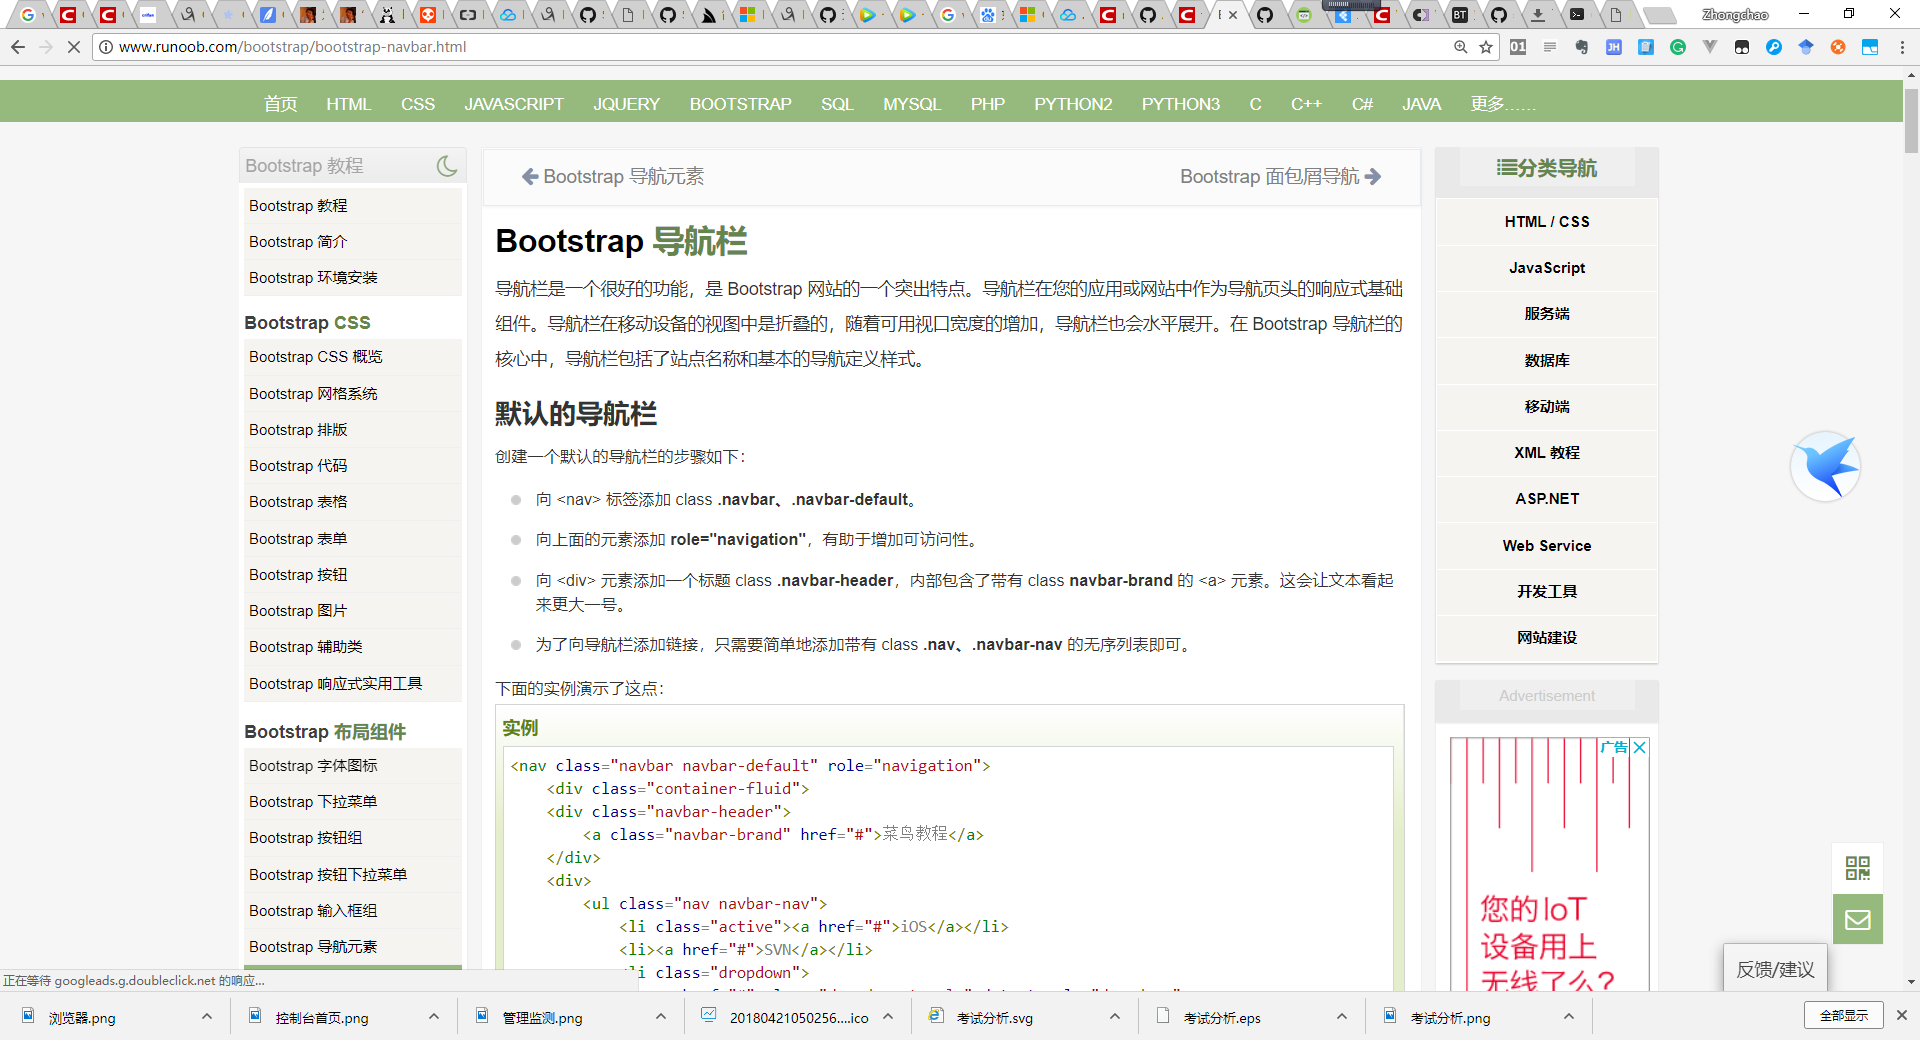 Zhongchao
www.runoob.com/bootstrap/bootstrap-navbar.html
首页 HTML CSS JAVASCRIPT JQUERY BOOTSTRAP SQL MYSQL PHP PYTHON2 PYTHON3 C C++ C# JAVA 更多……
Bootstrap 教程
Bootstrap 教程
Bootstrap 简介
Bootstrap 环境安装
Bootstrap CSS
Bootstrap CSS 概览
Bootstrap 网格系统
Bootstrap 排版
Bootstrap 代码
Bootstrap 表格
Bootstrap 表单
Bootstrap 按钮
Bootstrap 图片
Bootstrap 辅助类
Bootstrap 响应式实用工具
Bootstrap 布局组件
Bootstrap 字体图标
Bootstrap 下拉菜单
Bootstrap 按钮组
Bootstrap 按钮下拉菜单
Bootstrap 输入框组
Bootstrap 导航元素
Bootstrap 导航元素 Bootstrap 面包屑导航
Bootstrap 导航栏
导航栏是一个很好的功能，是 Bootstrap 网站的一个突出特点。导航栏在您的应用或网站中作为导航页头的响应式基础
组件。导航栏在移动设备的视图中是折叠的，随着可用视口宽度的增加，导航栏也会水平展开。在 Bootstrap 导航栏的
核心中，导航栏包括了站点名称和基本的导航定义样式。
默认的导航栏
创建一个默认的导航栏的步骤如下：
向 <nav> 标签添加 class .navbar、.navbar-default。
向上面的元素添加 role="navigation"，有助于增加可访问性。
向 <div> 元素添加一个标题 class .navbar-header，内部包含了带有 class navbar-brand 的 <a> 元素。这会让文本看起
来更大一号。
为了向导航栏添加链接，只需要简单地添加带有 class .nav、.navbar-nav 的无序列表即可。
下面的实例演示了这点：
实例
<nav class="navbar navbar-default" role="navigation">
<div class="container-fluid">
<div class="navbar-header">
<a class="navbar-brand" href="#">菜鸟教程</a>
</div>
<div>
<ul class="nav navbar-nav">
<li class="active"><a href="#">iOS</a></li>
<li><a href="#">SVN</a></li>
li class="dropdown">
分类导航
HTML / CSS
JavaScript
服务端
数据库
移动端
XML 教程
ASP.NET
Web Service
开发工具
网站建设
Advertisement
广告
您的IoT
设备用上
无线了么?
反馈/建议
正在等待 googleads.g.doubleclick.net 的响应...
浏览器.png 控制台首页.png 管理监测.png 20180421050256....ico 考试分析.svg 考试分析.eps 考试分析.png 全部显示